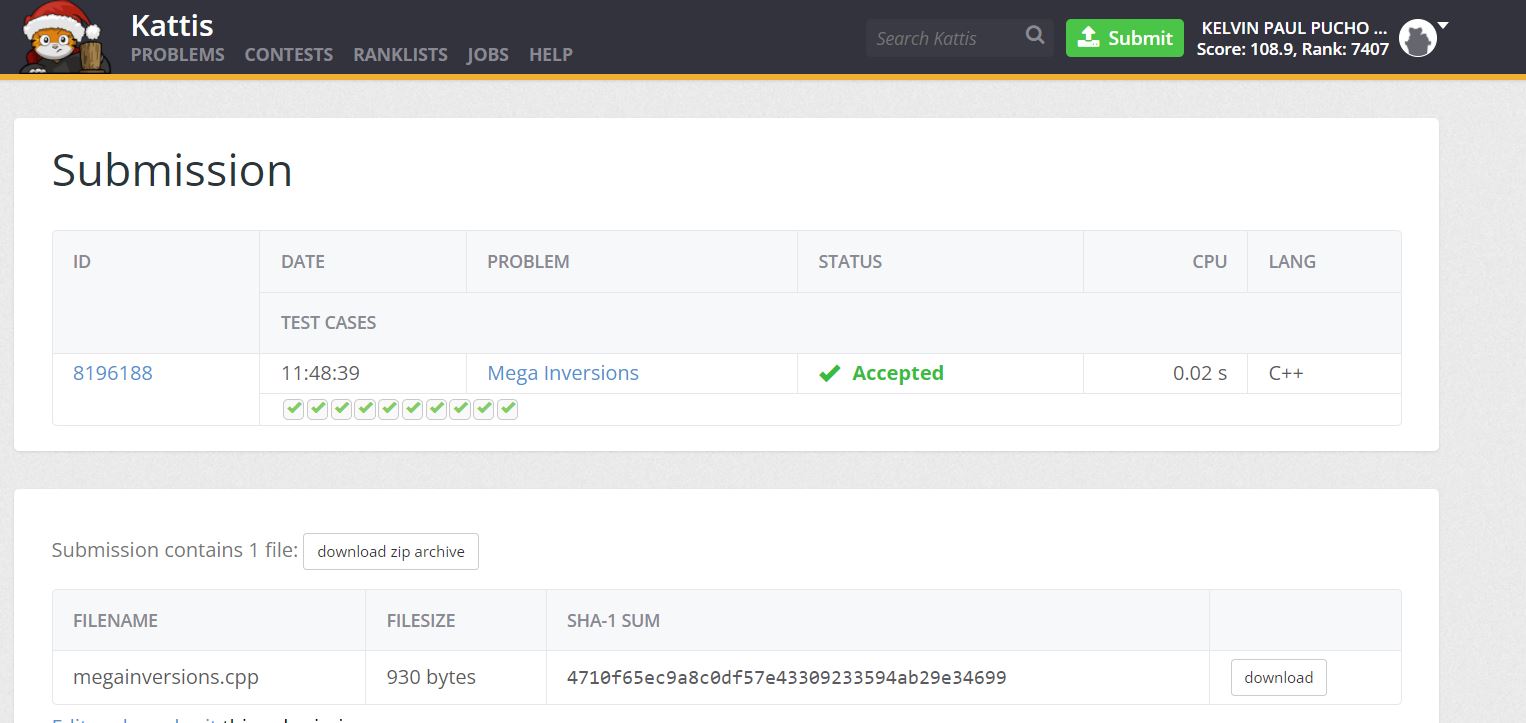 Kattis
PROBLEMS CONTESTS RANKLISTS JOBS HELP
Search Kattis
Submit
KELVIN PAUL PUCHO ...
Score: 108.9, Rank: 7407
Submission
ID DATE PROBLEM STATUS CPU LANG
TEST CASES
8196188 11:48:39 Mega Inversions Accepted 0.02 s C++
Submission contains 1 file: download zip archive
FILENAME FILESIZE SHA-1 SUM
megainversions.cpp 930 bytes 4710f65ec9a8c0df57e43309233594ab29e34699 download